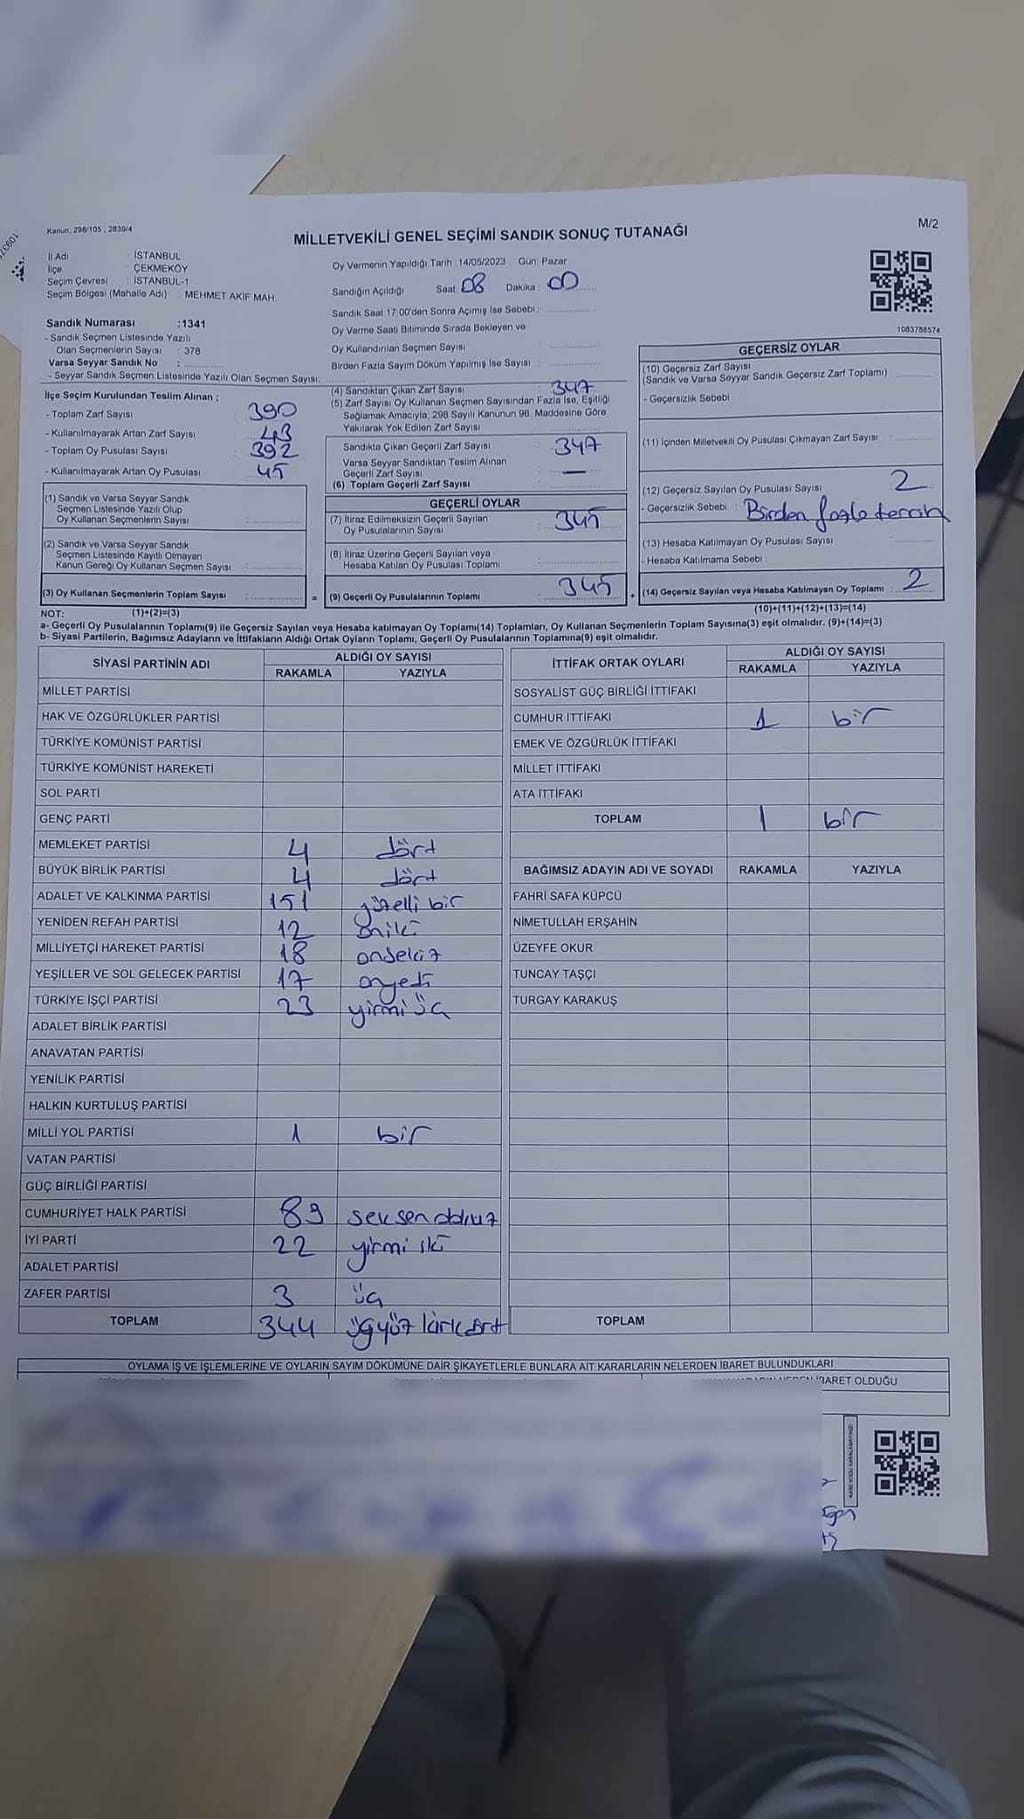 Kanun; 298/105 , 2839/4
M/2
MİLLETVEKİLİ GENEL SEÇİMİ SANDIK SONUÇ TUTANAĞI
İl Adı : İSTANBUL
İlçe : ÇEKMEKÖY
Seçim Çevresi : İSTANBUL-1
Seçim Bölgesi (Mahalle Adı) : MEHMET AKİF MAH.
Oy Vermenin Yapıldığı Tarih :14/05/2023 Gün: Pazar
Sandığın Açıldığı Saat: 08 Dakika : 00
Sandık Saat 17.00'den Sonra Açımış İse Sebebi :
Oy Verme Saati Bitiminde Sırada Bekleyen ve
Oy Kullandırılan Seçmen Sayısı
Birden Fazla Sayım Döküm Yapılmış İse Sayısı
1083786574
Sandık Numarası :1341
- Sandık Seçmen Listesinde Yazılı
Olan Seçmenlerin Sayısı : 378
Varsa Seyyar Sandık No :
- Seyyar Sandık Seçmen Listesinde Yazılı Olan Seçmen Sayısı:
İlçe Seçim Kurulundan Teslim Alınan ;
- Toplam Zarf Sayısı 390
- Kullanılmayarak Artan Zarf Sayısı 43
- Toplam Oy Pusulası Sayısı 392
- Kullanılmayarak Artan Oy Pusulası 45
(1) Sandık ve Varsa Seyyar Sandık
Seçmen Listesinde Yazılı Olup
Oy Kullanan Seçmenlerin Sayısı
(2) Sandık ve Varsa Seyyar Sandık
Seçmen Listesinde Kayıtlı Olmayan
Kanun Gereği Oy Kullanan Seçmen Sayısı
(3) Oy Kullanan Seçmenlerin Toplam Sayısı :
(4) Sandıktan Çıkan Zarf Sayısı : 347
(5) Zarf Sayısı Oy Kullanan Seçmen Sayısından Fazla İse, Eşitliği
Sağlamak Amacıyla; 298 Sayılı Kanunun 98. Maddesine Göre
Yakılarak Yok Edilen Zarf Sayısı
Sandıkta Çıkan Geçerli Zarf Sayısı 347
Varsa Seyyar Sandıktan Teslim Alınan
Geçerli Zarf Sayısı —
(6) Toplam Geçerli Zarf Sayısı
GEÇERLİ OYLAR
(7) İtiraz Edilmeksizin Geçerli Sayılan
Oy Pusulalarının Sayısı 345
(8) İtiraz Üzerine Geçerli Sayılan veya
Hesaba Katılan Oy Pusulası Toplamı
= (9) Geçerli Oy Pusulalarının Toplamı 345
GEÇERSİZ OYLAR
(10) Geçersiz Zarf Sayısı
(Sandık ve Varsa Seyyar Sandık Geçersiz Zarf Toplamı)
- Geçersizlik Sebebi
(11) İçinden Milletvekili Oy Pusulası Çıkmayan Zarf Sayısı
(12) Geçersiz Sayılan Oy Pusulası Sayısı : 2
- Geçersizlik Sebebi : Birden fazla tercih
(13) Hesaba Katılmayan Oy Pusulası Sayısı
- Hesaba Katılmama Sebebi :
+ (14) Geçersiz Sayılan veya Hesaba Katılmayan Oy Toplamı : 2
NOT: (1)+(2)=(3)
(10)+(11)+(12)+(13)=(14)
a- Geçerli Oy Pusulalarının Toplamı(9) ile Geçersiz Sayılan veya Hesaba katılmayan Oy Toplamı(14) Toplamları, Oy Kullanan Seçmenlerin Toplam Sayısına(3) eşit olmalıdır. (9)+(14)=(3)
b- Siyasi Partilerin, Bağımsız Adayların ve İttifakların Aldığı Ortak Oyların Toplamı, Geçerli Oy Pusulalarının Toplamına(9) eşit olmalıdır.
SİYASİ PARTİNİN ADI ALDIĞI OY SAYISI
RAKAMLA YAZIYLA
MİLLET PARTİSİ
HAK VE ÖZGÜRLÜKLER PARTİSİ
TÜRKİYE KOMÜNİST PARTİSİ
TÜRKİYE KOMÜNİST HAREKETİ
SOL PARTİ
GENÇ PARTİ
MEMLEKET PARTİSİ 4 dört
BÜYÜK BİRLİK PARTİSİ 4 dört
ADALET VE KALKINMA PARTİSİ 151 yüzelli bir
YENİDEN REFAH PARTİSİ 12 oniki
MİLLİYETÇİ HAREKET PARTİSİ 18 onsekiz
YEŞİLLER VE SOL GELECEK PARTİSİ 17 onyedi
TÜRKİYE İŞÇİ PARTİSİ 23 yirmi üç
ADALET BİRLİK PARTİSİ
ANAVATAN PARTİSİ
YENİLİK PARTİSİ
HALKIN KURTULUŞ PARTİSİ
MİLLİ YOL PARTİSİ 1 bir
VATAN PARTİSİ
GÜÇ BİRLİĞİ PARTİSİ
CUMHURİYET HALK PARTİSİ 89 seksen dokuz
İYİ PARTİ 22 yirmi iki
ADALET PARTİSİ
ZAFER PARTİSİ 3 üç
TOPLAM 344 üçyüz kırkdört
İTTİFAK ORTAK OYLARI ALDIĞI OY SAYISI
RAKAMLA YAZIYLA
SOSYALİST GÜÇ BİRLİĞİ İTTİFAKI
CUMHUR İTTİFAKI 1 bir
EMEK VE ÖZGÜRLÜK İTTİFAKI
MİLLET İTTİFAKI
ATA İTTİFAKI
TOPLAM 1 bir
BAĞIMSIZ ADAYIN ADI VE SOYADI RAKAMLA YAZIYLA
FAHRİ SAFA KÜPCÜ
NİMETULLAH ERŞAHİN
ÜZEYFE OKUR
TUNCAY TAŞÇI
TURGAY KARAKUŞ
TOPLAM
OYLAMA İŞ VE İŞLEMLERİNE VE OYLARIN SAYIM DÖKÜMÜNE DAİR ŞİKAYETLERLE BUNLARA AİT KARARLARIN NELERDEN İBARET BULUNDUKLARI
İBARET OLDUĞU